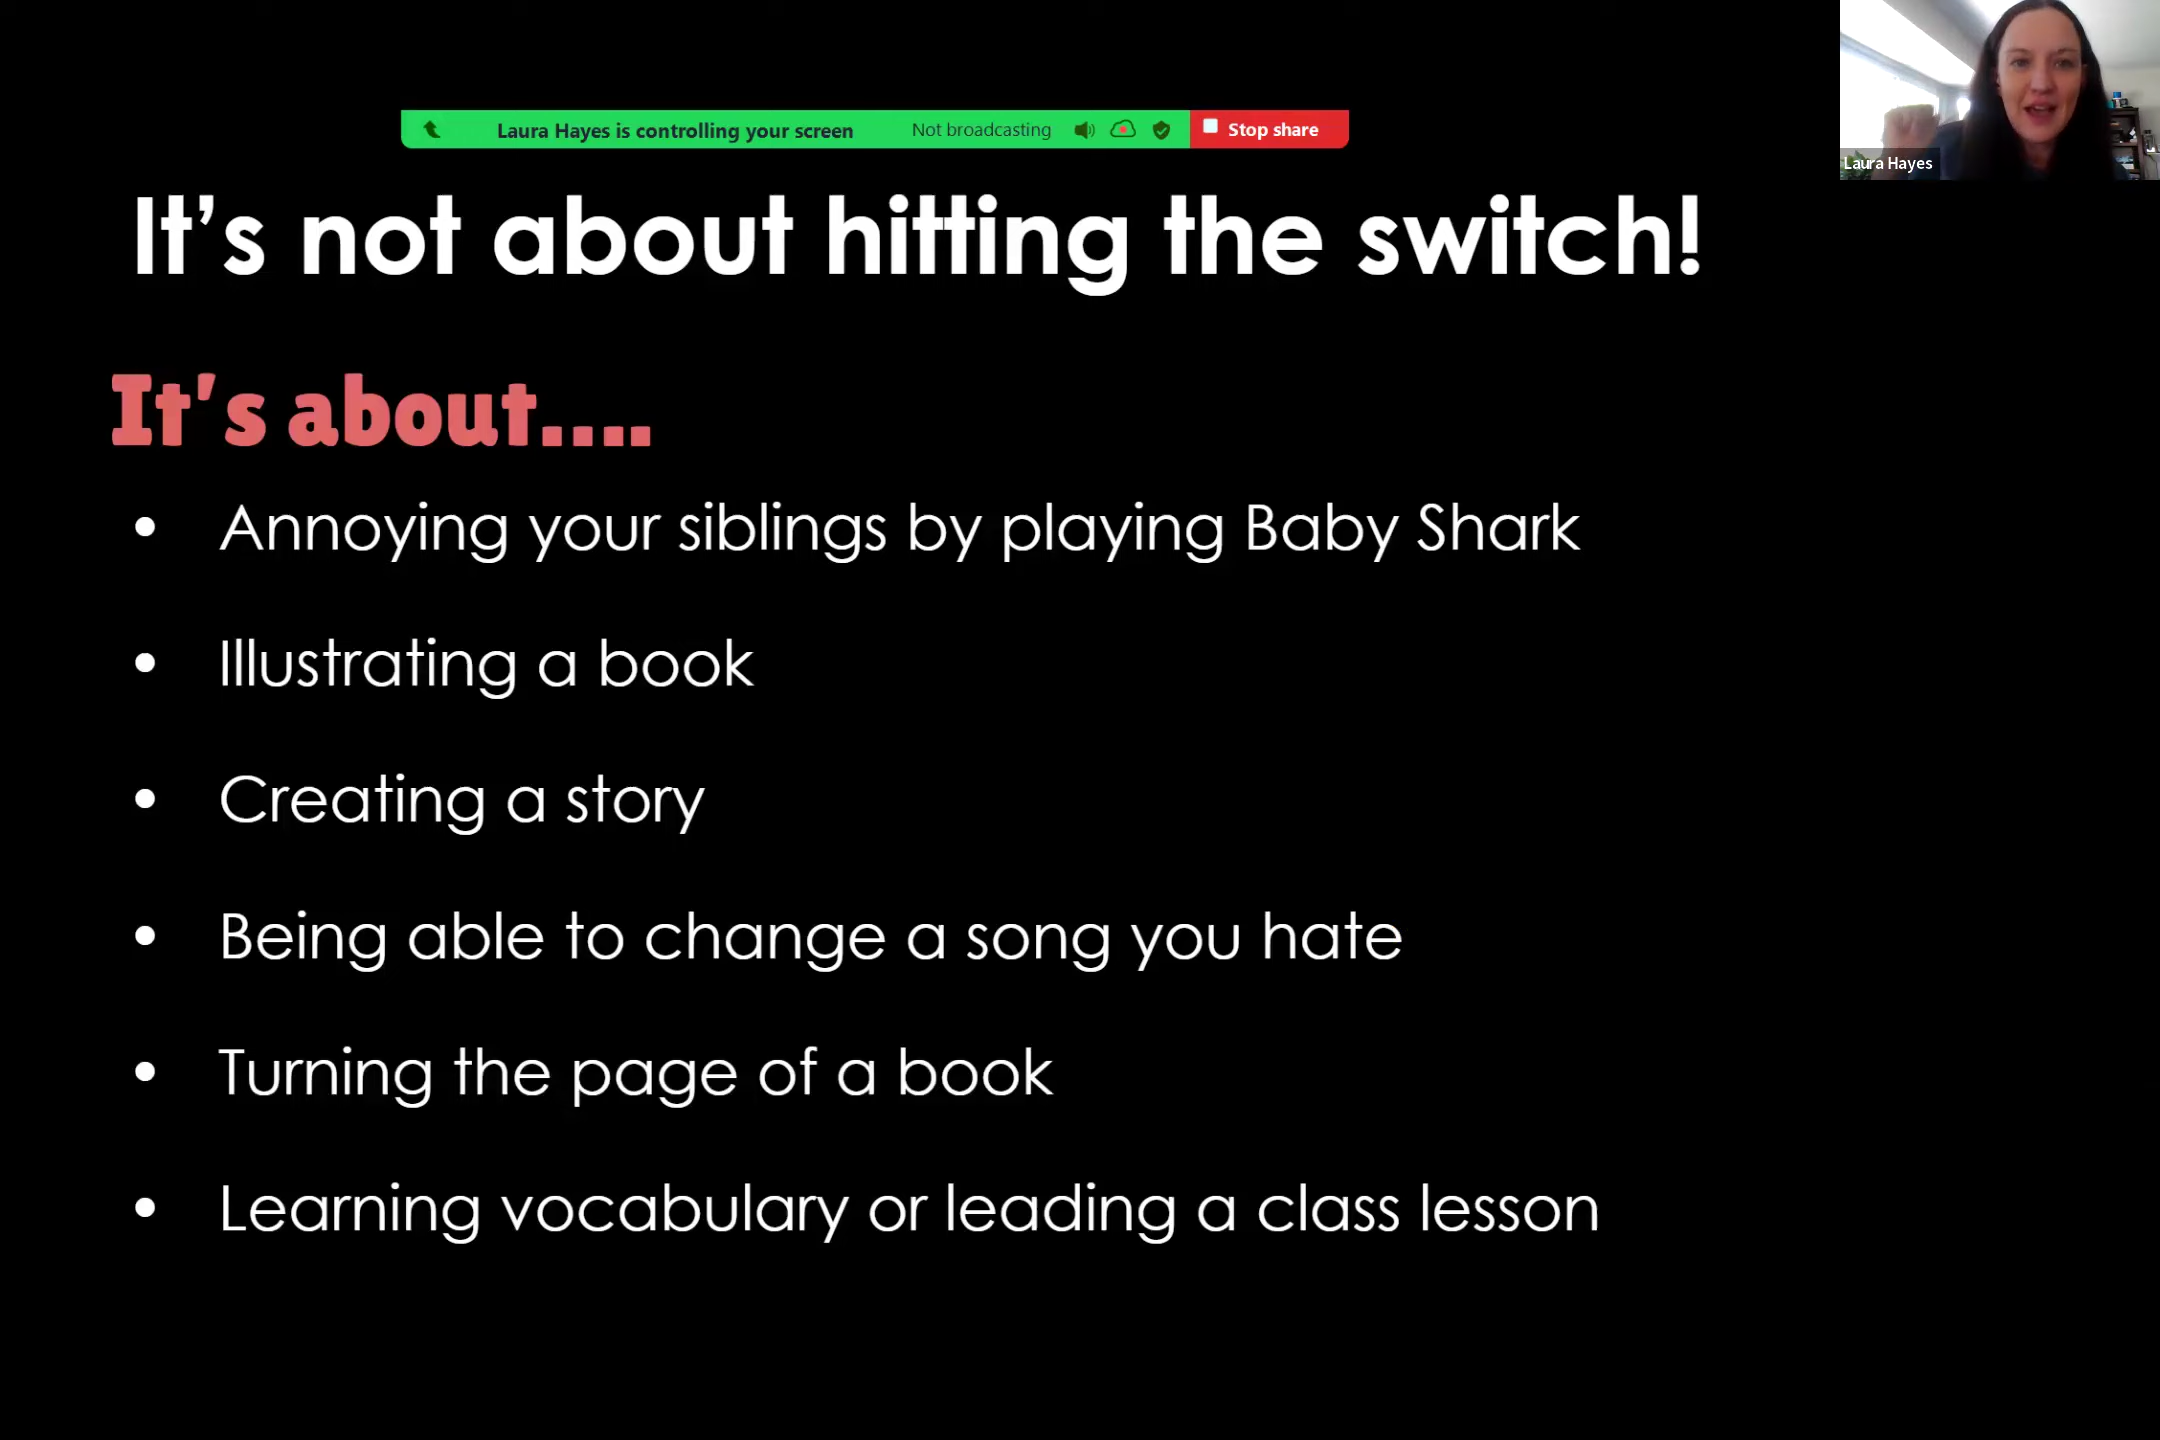 Laura Hayes is controlling your screen Not broadcasting Stop share
Laura Hayes
It’s not about hitting the switch!
It’s about....
• Annoying your siblings by playing Baby Shark
• Illustrating a book
• Creating a story
• Being able to change a song you hate
• Turning the page of a book
• Learning vocabulary or leading a class lesson